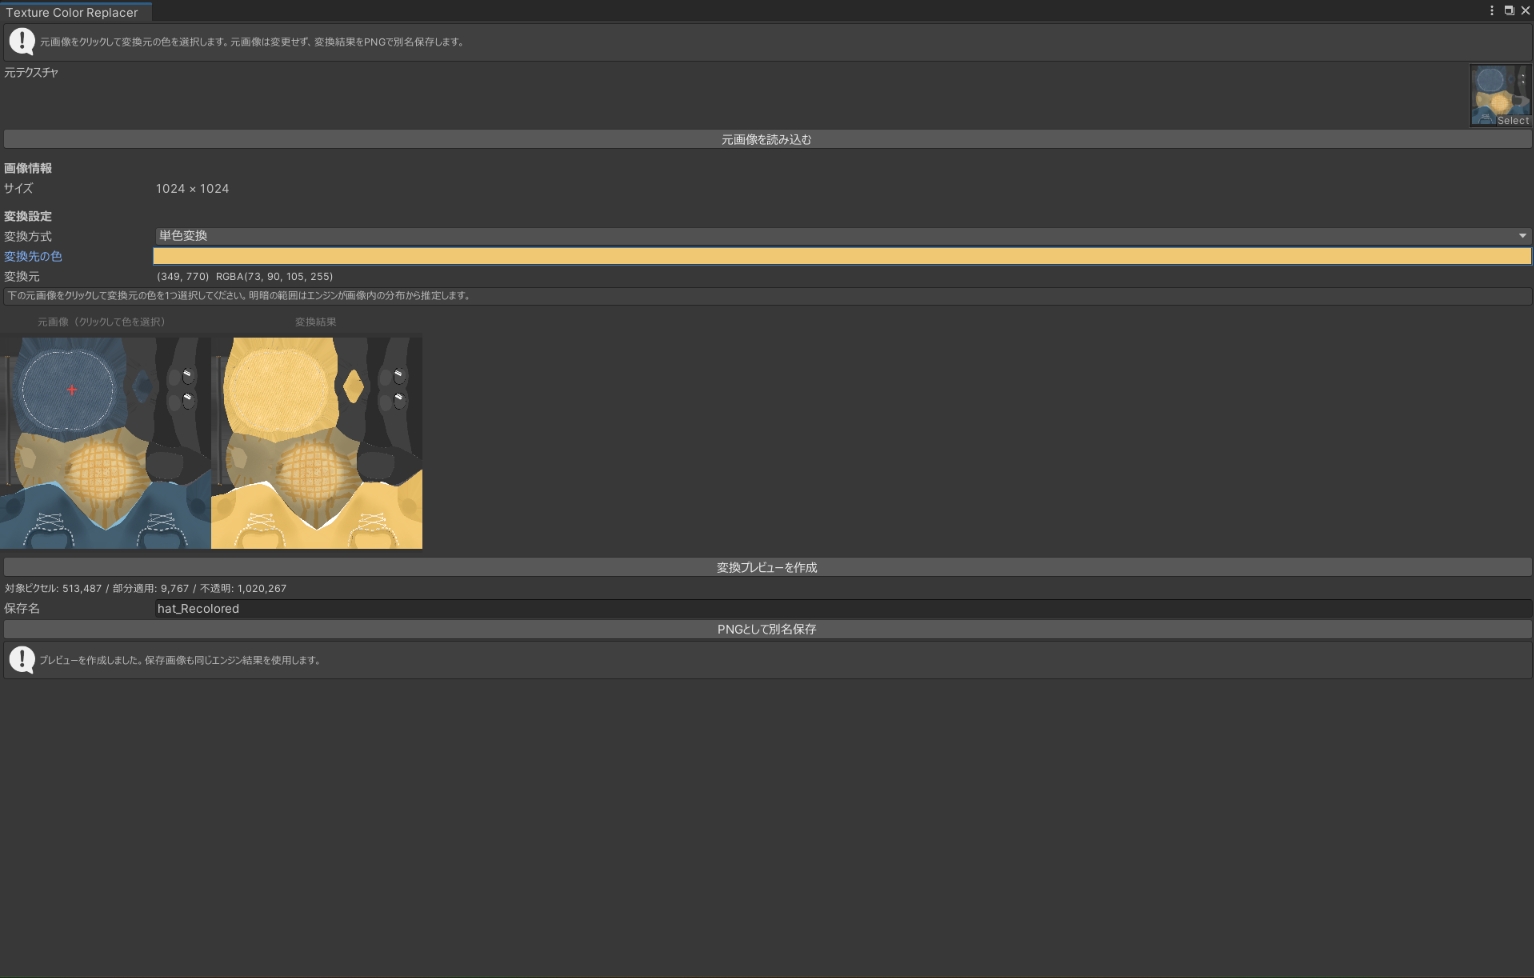 Texture Color Replacer
元画像をクリックして変換元の色を選択します。元画像は変更せず、変換結果をPNGで別名保存します。
元テクスチャ
Select
元画像を読み込む
画像情報
サイズ 1024 × 1024
変換設定
変換方式 単色変換
変換先の色
変換元 (349, 770) RGBA(73, 90, 105, 255)
下の元画像をクリックして変換元の色を1つ選択してください。明暗の範囲はエンジンが画像内の分布から推定します。
元画像（クリックして色を選択） 変換結果
変換プレビューを作成
対象ピクセル: 513,487 / 部分適用: 9,767 / 不透明: 1,020,267
保存名 hat_Recolored
PNGとして別名保存
プレビューを作成しました。保存画像も同じエンジン結果を使用します。